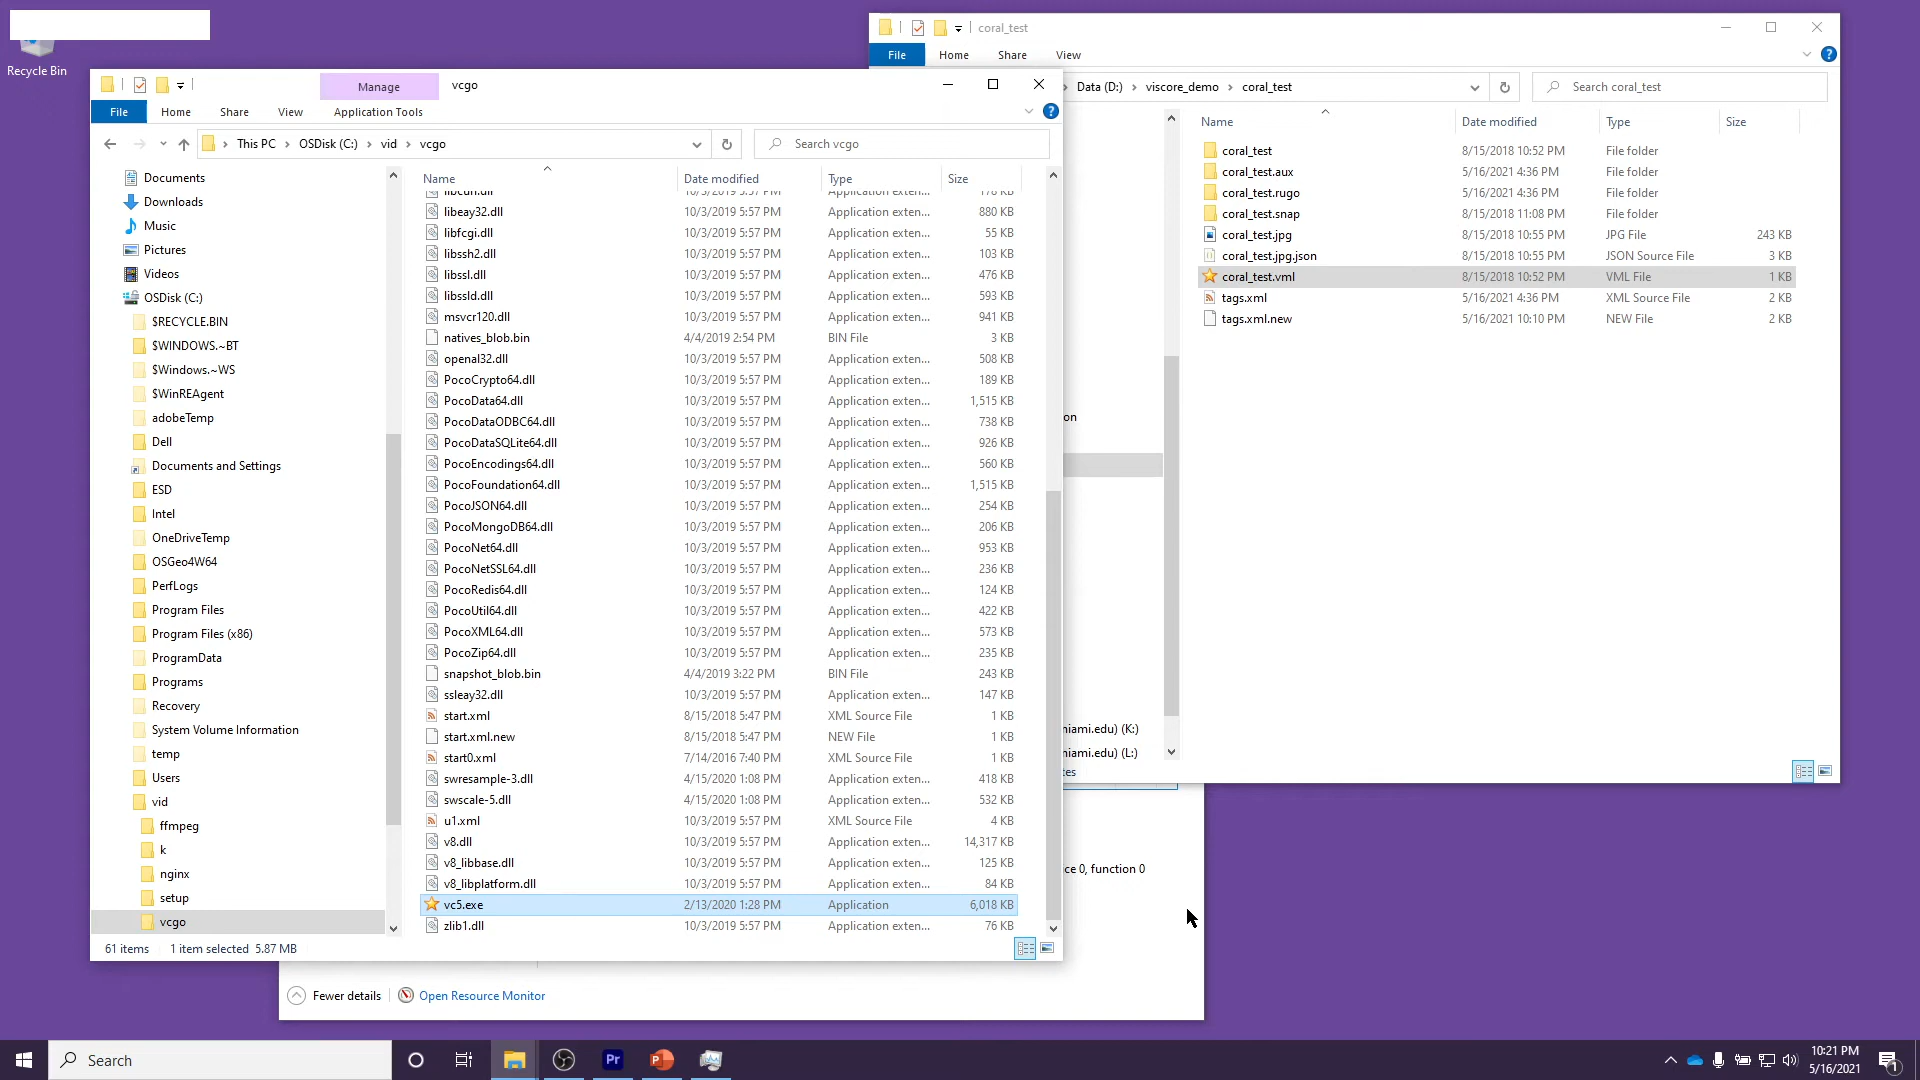 Recycle Bin
coral_test
File Home Share View
Data (D:) viscore_demo coral_test
Search coral_test
Name Date modified Type Size
coral_test 8/15/2018 10:52 PM File folder
coral_test.aux 5/16/2021 4:36 PM File folder
coral_test.rugo 5/16/2021 4:36 PM File folder
coral_test.snap 8/15/2018 11:08 PM File folder
coral_test.jpg 8/15/2018 10:55 PM JPG File 243 KB
coral_test.jpg.json 8/15/2018 10:55 PM JSON Source File 3 KB
coral_test.vml 8/15/2018 10:52 PM VML File 1 KB
tags.xml 5/16/2021 4:36 PM XML Source File 2 KB
tags.xml.new 5/16/2021 10:10 PM NEW File 2 KB
on
niami.edu) (K:)
niami.edu) (L:)
tes
Manage vcgo
File Home Share View Application Tools
This PC OSDisk (C:) vid vcgo
Search vcgo
Documents
Downloads
Music
Pictures
Videos
OSDisk (C:)
$RECYCLE.BIN
$WINDOWS.~BT
$Windows.~WS
$WinREAgent
adobeTemp
Dell
Documents and Settings
ESD
Intel
OneDriveTemp
OSGeo4W64
PerfLogs
Program Files
Program Files (x86)
ProgramData
Programs
Recovery
System Volume Information
temp
Users
vid
ffmpeg
k
nginx
setup
vcgo
Name Date modified Type Size
libcurl.dll 10/3/2019 5:57 PM Application exten... 178 KB
libeay32.dll 10/3/2019 5:57 PM Application exten... 880 KB
libfcgi.dll 10/3/2019 5:57 PM Application exten... 55 KB
libssh2.dll 10/3/2019 5:57 PM Application exten... 103 KB
libssl.dll 10/3/2019 5:57 PM Application exten... 476 KB
libssld.dll 10/3/2019 5:57 PM Application exten... 593 KB
msvcr120.dll 10/3/2019 5:57 PM Application exten... 941 KB
natives_blob.bin 4/4/2019 2:54 PM BIN File 3 KB
openal32.dll 10/3/2019 5:57 PM Application exten... 508 KB
PocoCrypto64.dll 10/3/2019 5:57 PM Application exten... 189 KB
PocoData64.dll 10/3/2019 5:57 PM Application exten... 1,515 KB
PocoDataODBC64.dll 10/3/2019 5:57 PM Application exten... 738 KB
PocoDataSQLite64.dll 10/3/2019 5:57 PM Application exten... 926 KB
PocoEncodings64.dll 10/3/2019 5:57 PM Application exten... 560 KB
PocoFoundation64.dll 10/3/2019 5:57 PM Application exten... 1,515 KB
PocoJSON64.dll 10/3/2019 5:57 PM Application exten... 254 KB
PocoMongoDB64.dll 10/3/2019 5:57 PM Application exten... 206 KB
PocoNet64.dll 10/3/2019 5:57 PM Application exten... 953 KB
PocoNetSSL64.dll 10/3/2019 5:57 PM Application exten... 236 KB
PocoRedis64.dll 10/3/2019 5:57 PM Application exten... 124 KB
PocoUtil64.dll 10/3/2019 5:57 PM Application exten... 422 KB
PocoXML64.dll 10/3/2019 5:57 PM Application exten... 573 KB
PocoZip64.dll 10/3/2019 5:57 PM Application exten... 235 KB
snapshot_blob.bin 4/4/2019 3:22 PM BIN File 243 KB
ssleay32.dll 10/3/2019 5:57 PM Application exten... 147 KB
start.xml 8/15/2018 5:47 PM XML Source File 1 KB
start.xml.new 8/15/2018 5:47 PM NEW File 1 KB
start0.xml 7/14/2016 7:40 PM XML Source File 1 KB
swresample-3.dll 4/15/2020 1:08 PM Application exten... 418 KB
swscale-5.dll 4/15/2020 1:08 PM Application exten... 532 KB
u1.xml 10/3/2019 5:57 PM XML Source File 4 KB
v8.dll 10/3/2019 5:57 PM Application exten... 14,317 KB
v8_libbase.dll 10/3/2019 5:57 PM Application exten... 125 KB
v8_libplatform.dll 10/3/2019 5:57 PM Application exten... 84 KB
vc5.exe 2/13/2020 1:28 PM Application 6,018 KB
zlib1.dll 10/3/2019 5:57 PM Application exten... 76 KB
61 items 1 item selected 5.87 MB
ice 0, function 0
Fewer details Open Resource Monitor
Search
Pr
P
10:21 PM
5/16/2021
1